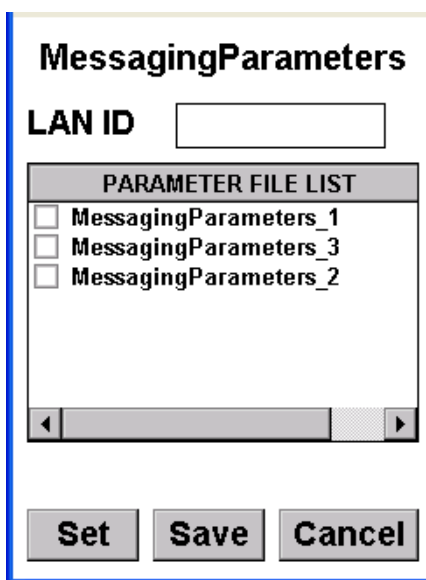 MessagingParameters
LAN ID
PARAMETER FILE LIST
MessagingParameters_1
MessagingParameters_3
MessagingParameters_2
Set Save Cancel